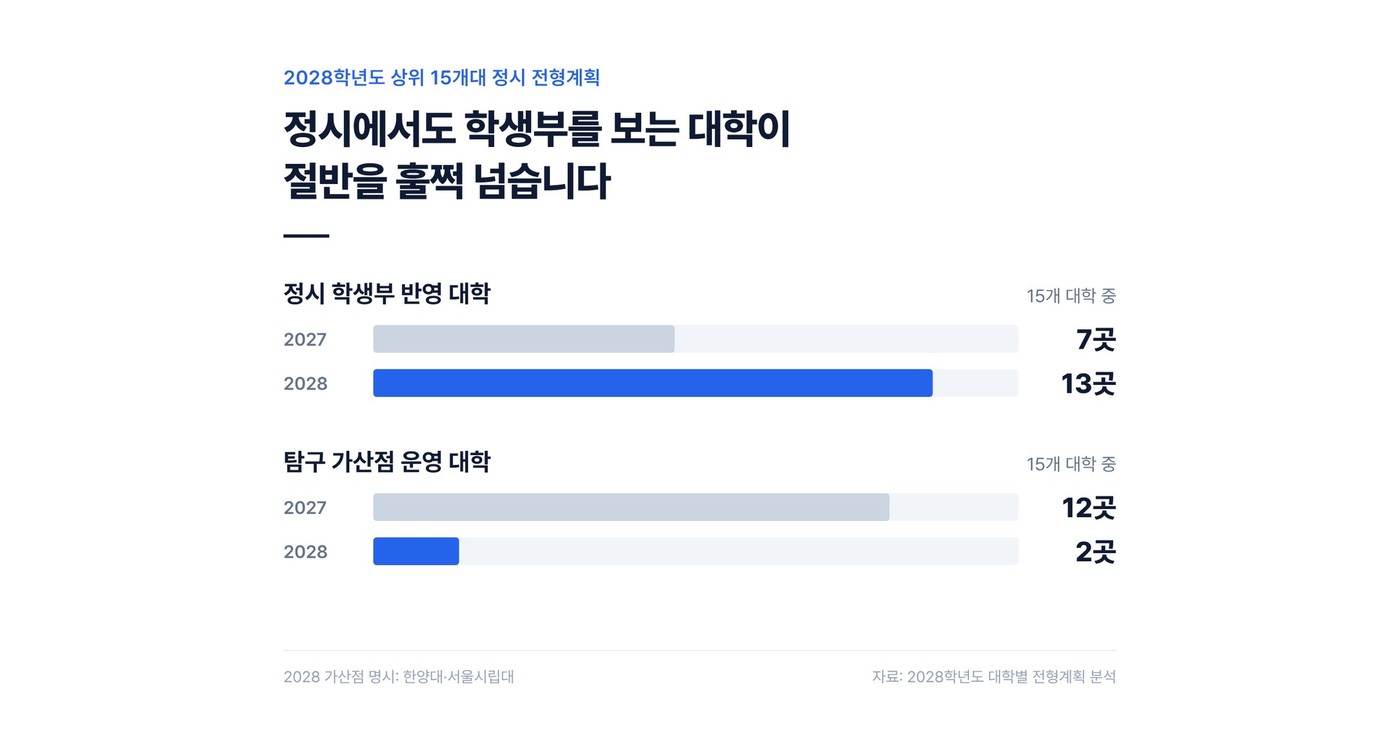 2028학년도 상위 15개대 정시 전형계획
정시에서도 학생부를 보는 대학이
절반을 훌쩍 넘습니다
정시 학생부 반영 대학 15개 대학 중
2027 7곳
2028 13곳
탐구 가산점 운영 대학 15개 대학 중
2027 12곳
2028 2곳
2028 가산점 명시: 한양대·서울시립대 자료: 2028학년도 대학별 전형계획 분석